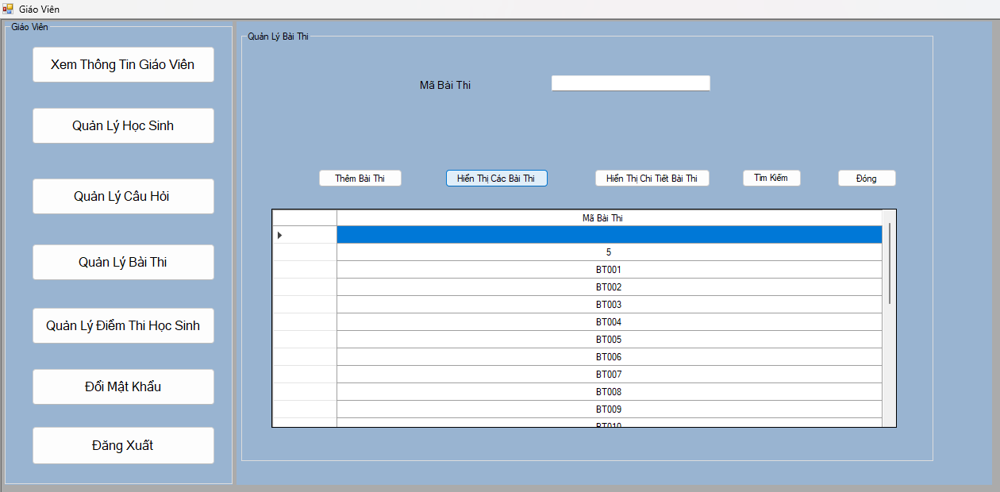 Giáo Viên
Giáo Viên
Xem Thông Tin Giáo Viên
Quản Lý Học Sinh
Quản Lý Câu Hỏi
Quản Lý Bài Thi
Quản Lý Điểm Thi Học Sinh
Đổi Mật Khẩu
Đăng Xuất
Quản Lý Bài Thi
Mã Bài Thi
Thêm Bài Thi
Hiển Thị Các Bài Thi
Hiển Thị Chi Tiết Bài Thi
Tìm Kiếm
Đóng
Mã Bài Thi
5
BT001
BT002
BT003
BT004
BT005
BT006
BT007
BT008
BT009
BT010